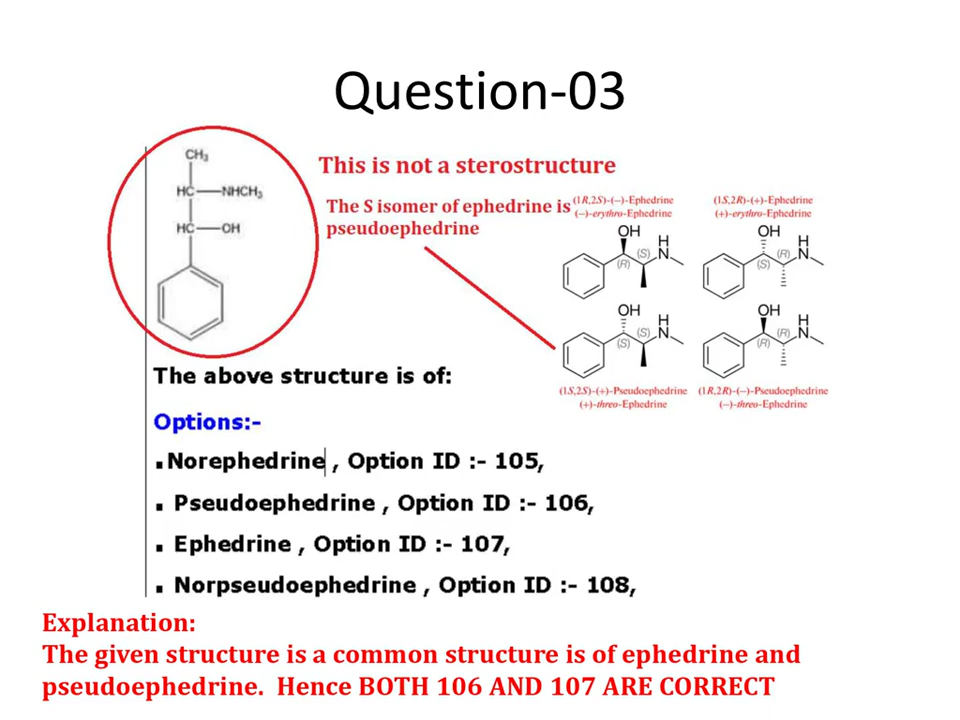 Question-03
CH3
HC—NHCH3
HC—OH
This is not a sterostructure
The S isomer of ephedrine is
pseudoephedrine
(1R,2S)-(−)-Ephedrine
(−)-erythro-Ephedrine
OH
H
N
(S)
(R)
(1S,2R)-(+)-Ephedrine
(+)-erythro-Ephedrine
OH
H
N
(R)
(S)
OH
H
N
(S)
(S)
(1S,2S)-(+)-Pseudoephedrine
(+)-threo-Ephedrine
OH
H
N
(R)
(R)
(1R,2R)-(−)-Pseudoephedrine
(−)-threo-Ephedrine
The above structure is of:
Options:-
. Norephedrine , Option ID :- 105,
. Pseudoephedrine , Option ID :- 106,
. Ephedrine , Option ID :- 107,
. Norpseudoephedrine , Option ID :- 108,
Explanation:
The given structure is a common structure is of ephedrine and
pseudoephedrine. Hence BOTH 106 AND 107 ARE CORRECT